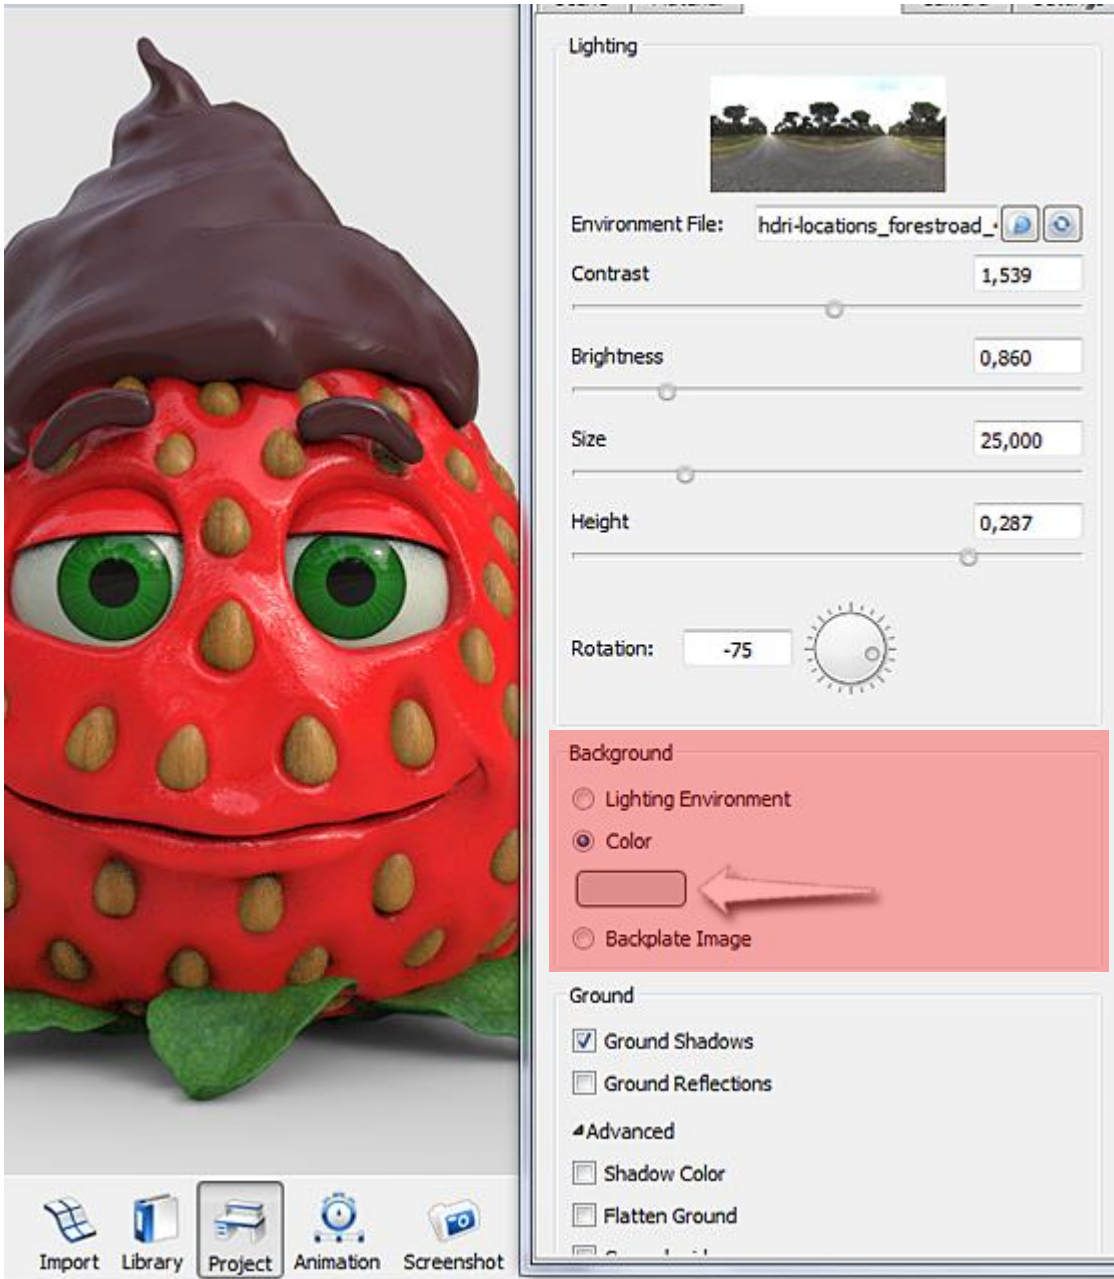 Lighting
Environment File: hdri-locations_forestroad_
Contrast 1,539
Brightness 0,860
Size 25,000
Height 0,287
Rotation: -75
Background
Lighting Environment
Color
Backplate Image
Ground
Ground Shadows
Ground Reflections
Advanced
Shadow Color
Flatten Ground
Import Library Project Animation Screenshot